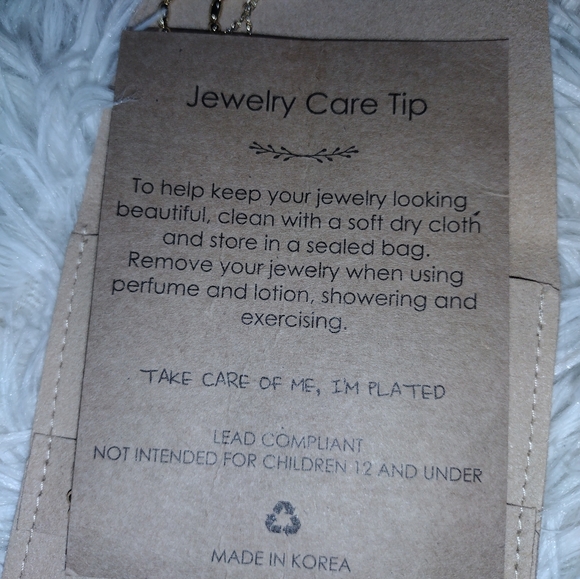 Jewelry Care Tip
To help keep your jewelry looking
beautiful, clean with a soft dry cloth
and store in a sealed bag.
Remove your jewelry when using
perfume and lotion, showering and
exercising.
TAKE CARE OF ME, I'M PLATED
LEAD COMPLIANT
NOT INTENDED FOR CHILDREN 12 AND UNDER
MADE IN KOREA